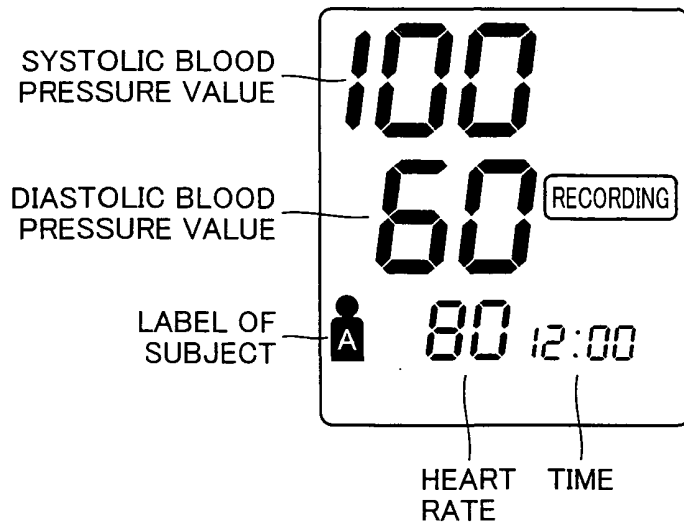 SYSTOLIC BLOOD
PRESSURE VALUE
100
DIASTOLIC BLOOD
PRESSURE VALUE
60
RECORDING
LABEL OF
SUBJECT
A
80
12:00
HEART
RATE
TIME